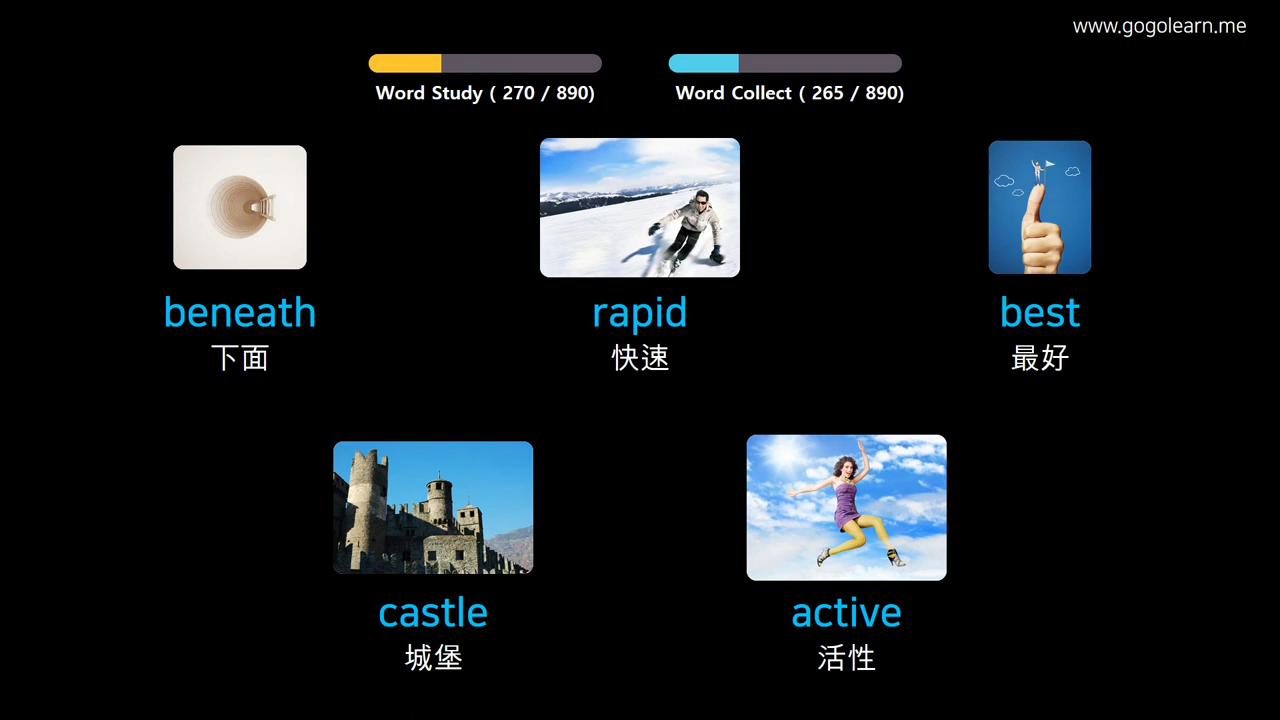 www.gogolearn.me
Word Study ( 270 / 890)
Word Collect ( 265 / 890)
beneath
下面
rapid
快速
best
最好
castle
城堡
active
活性